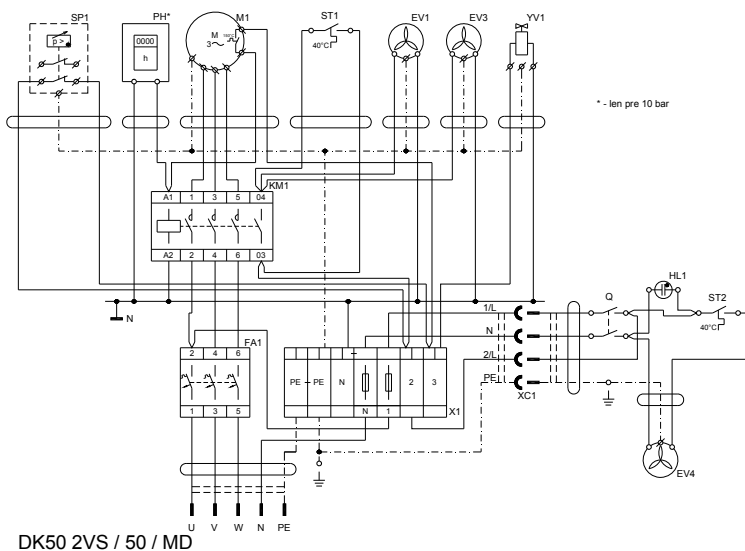 SP1
PH*
M1
ST1
EV1
EV3
YV1
p >
0000
h
M
3~
150°C
40°C
* - len pre 10 bar
KM1
A1 1 3 5 04
A2 2 4 6 03
N
1/L
N
2/L
PE
XC1
Q
HL1
ST2
40°C
FA1
2 4 6
1 3 5
PE PE N 2 3
N 1
X1
EV4
U V W N PE
DK50 2VS / 50 / MD